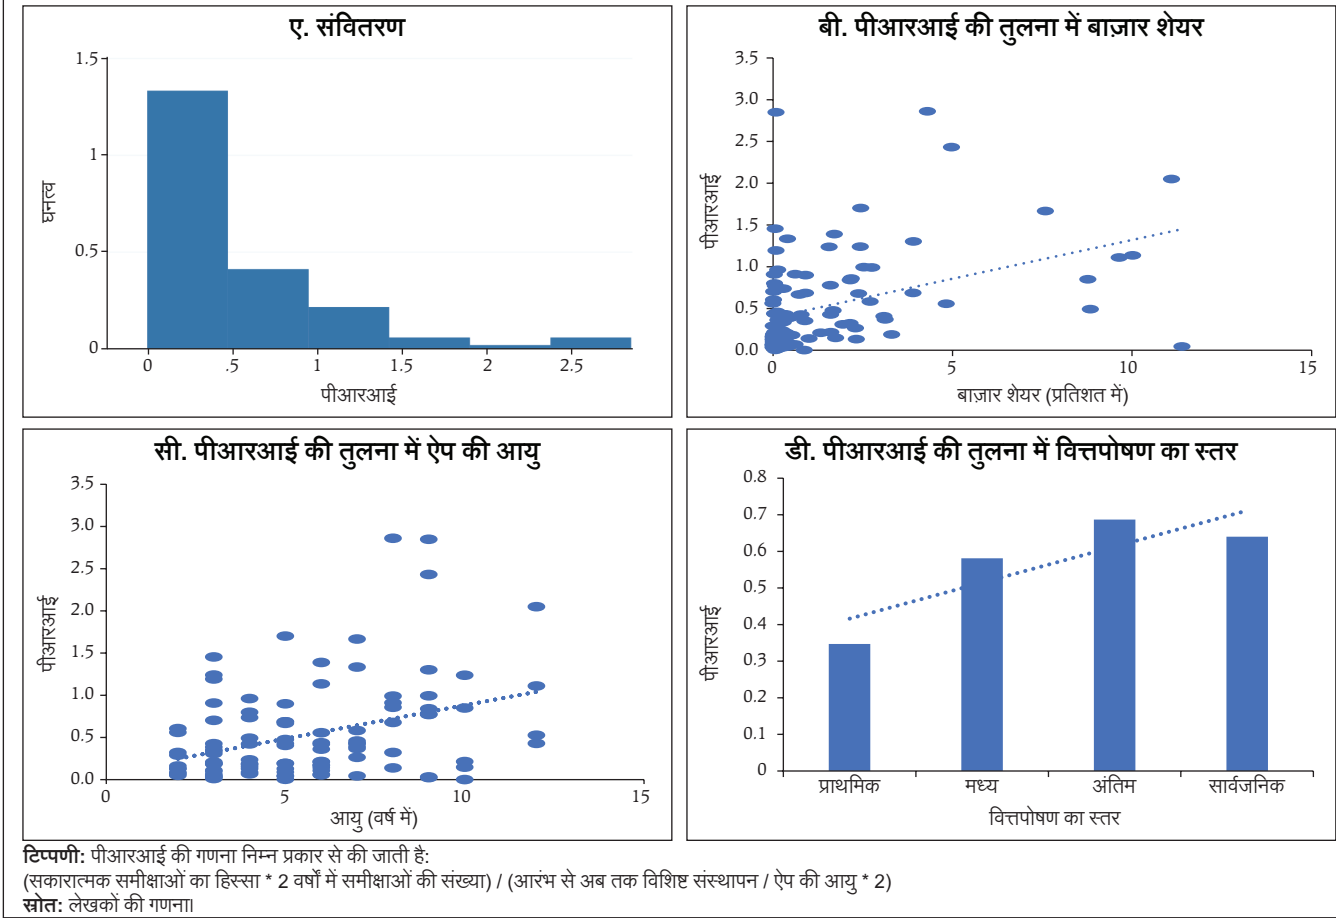 ए. संवितरण
1.5
1
0.5
0
घनत्व
0 .5 1 1.5 2 2.5
पीआरआई
बी. पीआरआई की तुलना में बाज़ार शेयर
3.5
3.0
2.5
2.0
1.5
1.0
0.5
0.0
पीआरआई
0 5 10 15
बाज़ार शेयर (प्रतिशत में)
सी. पीआरआई की तुलना में ऐप की आयु
3.5
3.0
2.5
2.0
1.5
1.0
0.5
0.0
पीआरआई
0 5 10 15
आयु (वर्ष में)
डी. पीआरआई की तुलना में वित्तपोषण का स्तर
0.8
0.7
0.6
0.5
0.4
0.3
0.2
0.1
0
पीआरआई
प्राथमिक मध्य अंतिम सार्वजनिक
वित्तपोषण का स्तर
टिप्पणी: पीआरआई की गणना निम्न प्रकार से की जाती है:
(सकारात्मक समीक्षाओं का हिस्सा * 2 वर्षों में समीक्षाओं की संख्या) / (आरंभ से अब तक विशिष्ट संस्थापन / ऐप की आयु * 2)
स्रोत: लेखकों की गणना।